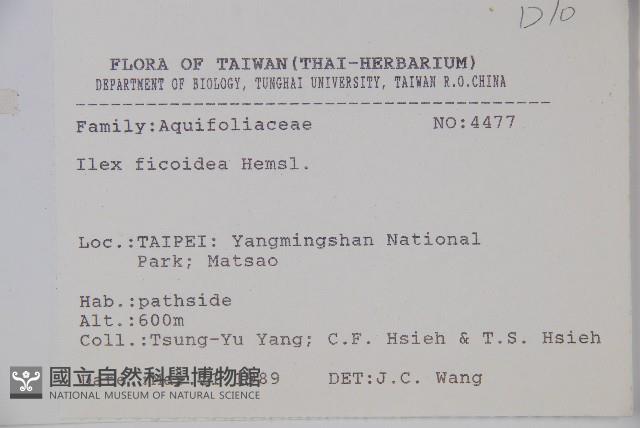 D/0
FLORA OF TAIWAN(THAI-HERBARIUM)
DEPARTMENT OF BIOLOGY, TUNGHAI UNIVERSITY, TAIWAN R.O.CHINA
Family:Aquifoliaceae NO:4477
Ilex ficoidea Hemsl.
Loc.:TAIPEI: Yangmingshan National
Park; Matsao
Hab.:pathside
Alt.:600m
Coll.:Tsung-Yu Yang; C.F. Hsieh & T.S. Hsieh
DET:J.C. Wang
國立自然科學博物館
NATIONAL MUSEUM OF NATURAL SCIENCE